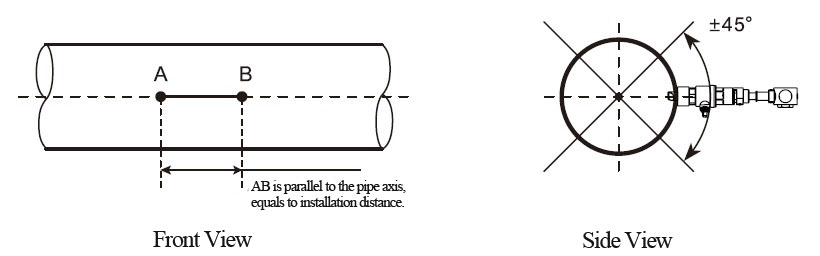 ±45°
A
B
AB is parallel to the pipe axis,
equals to installation distance.
Front View
Side View